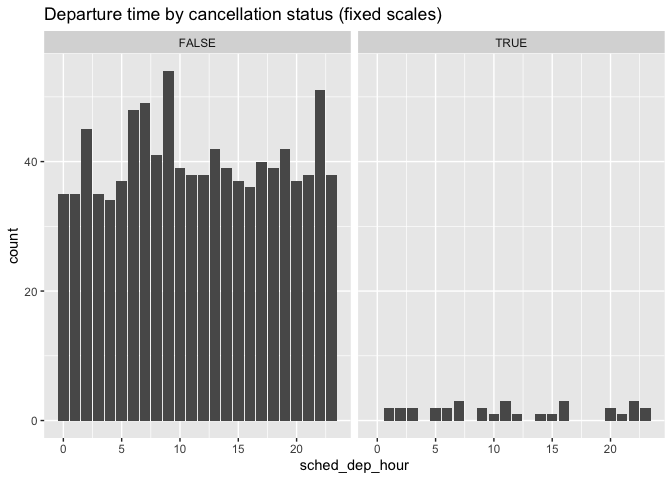 Departure time by cancellation status (fixed scales)
FALSE
TRUE
40
20
0
count
0 5 10 15 20
0 5 10 15 20
sched_dep_hour